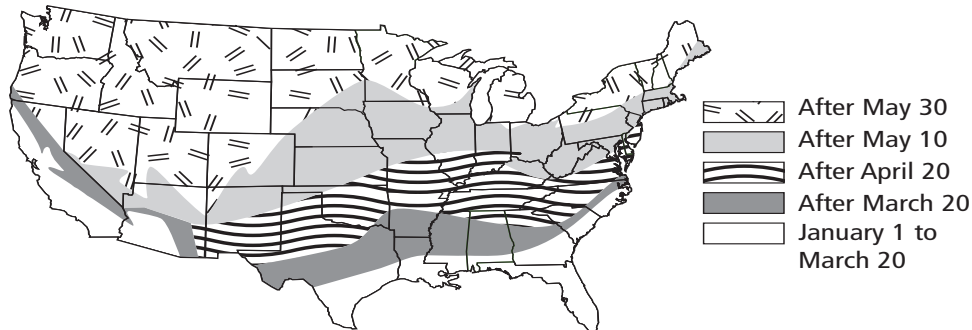 After May 30
After May 10
After April 20
After March 20
January 1 to
March 20